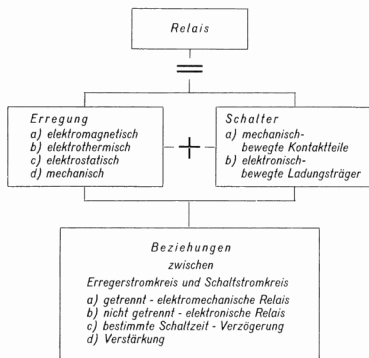 Relais
=
Erregung
a) elektromagnetisch
b) elektrothermisch
c) elektrostatisch
d) mechanisch
+
Schalter
a) mechanisch-
bewegte Kontaktteile
b) elektronisch-
bewegte Ladungsträger
Beziehungen
zwischen
Erregerstromkreis und Schaltstromkreis
a) getrennt - elektromechanische Relais
b) nicht getrennt - elektronische Relais
c) bestimmte Schaltzeit - Verzögerung
d) Verstärkung